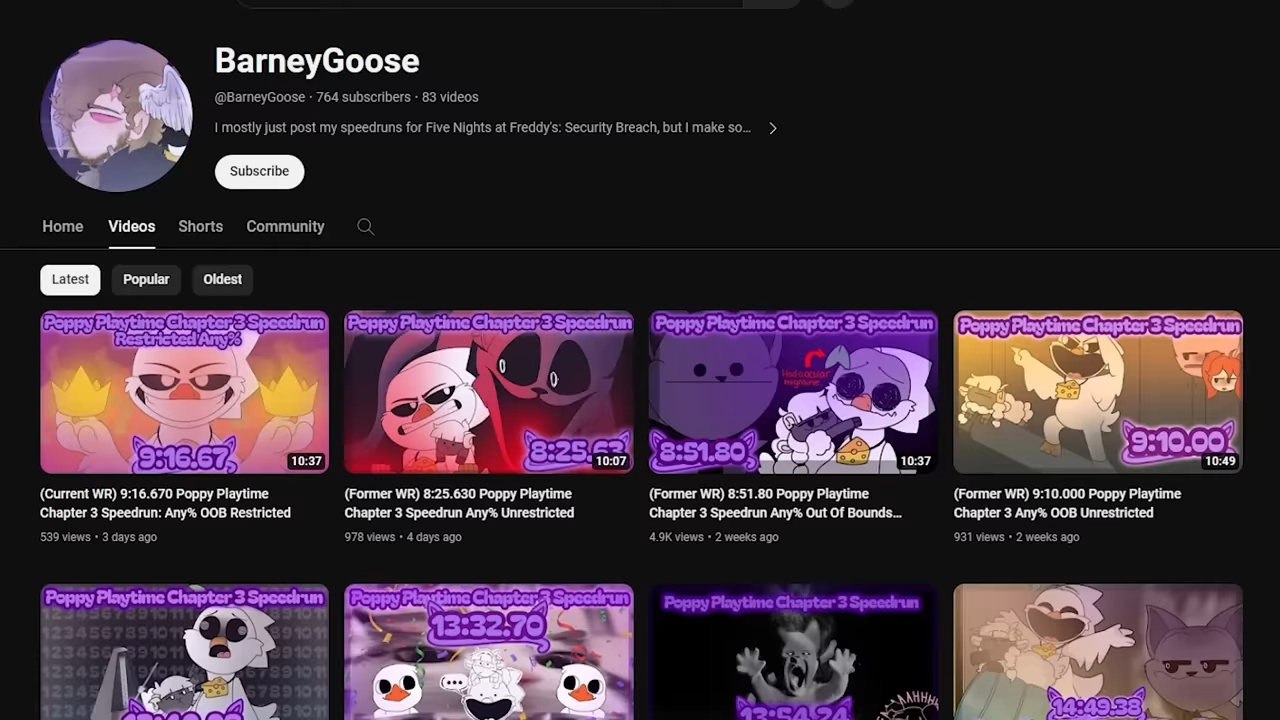 BarneyGoose
@BarneyGoose · 764 subscribers · 83 videos
I mostly just post my speedruns for Five Nights at Freddy's: Security Breach, but I make so...
Subscribe
Home Videos Shorts Community
Latest Popular Oldest
Poppy Playtime Chapter 3 Speedrun
Restricted Any%
9:16.67
10:37
Poppy Playtime Chapter 3 Speedrun
8:25.63
10:07
Poppy Playtime Chapter 3 Speedrun
8:51.80
10:37
Poppy Playtime Chapter 3 Speedrun
9:10.00
10:49
(Current WR) 9:16.670 Poppy Playtime
Chapter 3 Speedrun: Any% OOB Restricted
539 views • 3 days ago
(Former WR) 8:25.630 Poppy Playtime
Chapter 3 Speedrun Any% Unrestricted
978 views • 4 days ago
(Former WR) 8:51.80 Poppy Playtime
Chapter 3 Speedrun Any% Out Of Bounds...
4.9K views • 2 weeks ago
(Former WR) 9:10.000 Poppy Playtime
Chapter 3 Any% OOB Unrestricted
931 views • 2 weeks ago
Poppy Playtime Chapter 3 Speedrun
Poppy Playtime Chapter 3 Speedrun
13:32.70
Poppy Playtime Chapter 3 Speedrun
13:54.24
14:49.38